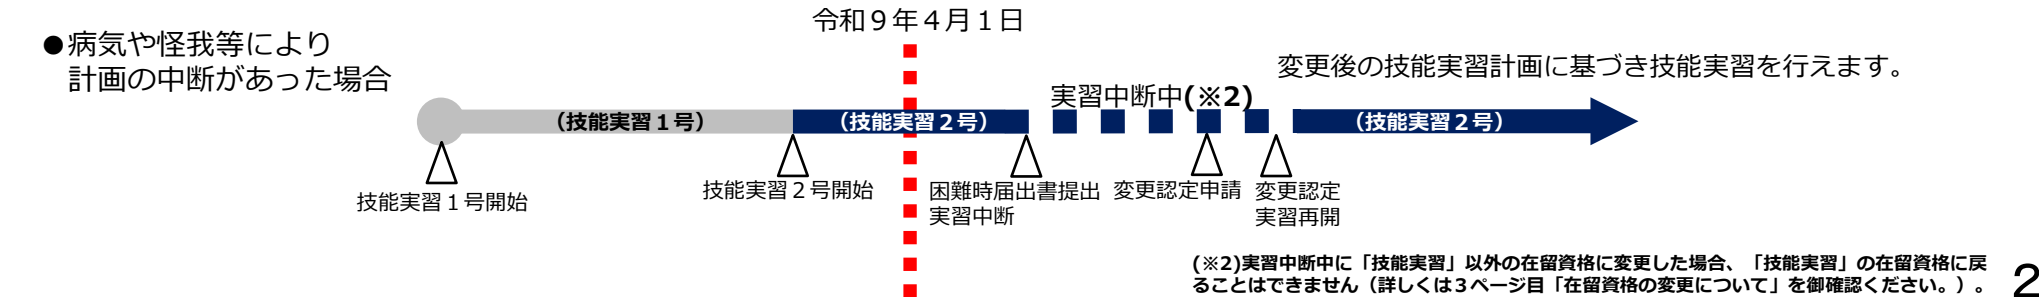 令和９年４月１日
●病気や怪我等により
計画の中断があった場合
変更後の技能実習計画に基づき技能実習を行えます。
実習中断中(※2)
（技能実習１号）
（技能実習２号）
（技能実習２号）
技能実習１号開始
技能実習２号開始
困難時届出書提出
実習中断
変更認定申請
変更認定
実習再開
(※2)実習中断中に「技能実習」以外の在留資格に変更した場合、「技能実習」の在留資格に戻
ることはできません（詳しくは３ページ目「在留資格の変更について」を御確認ください。）。
2